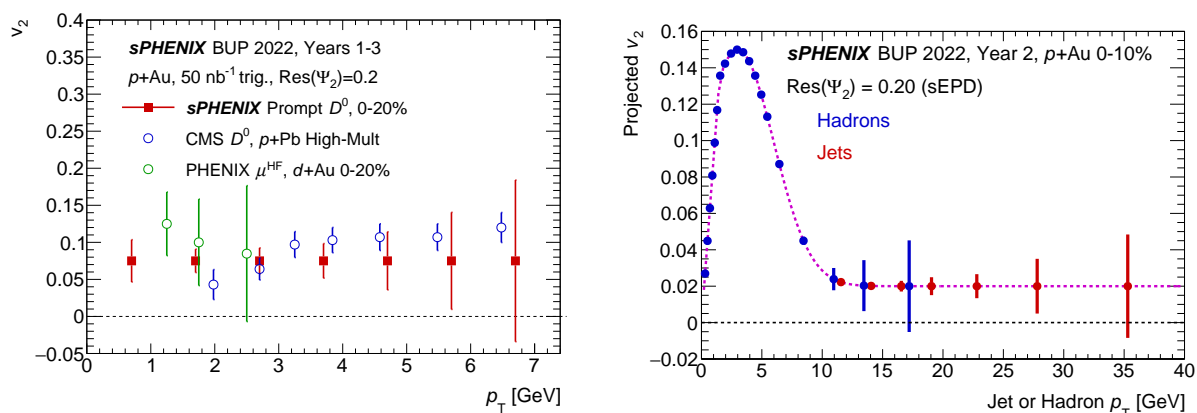 v₂
0.4
0.35
0.3
0.25
0.2
0.15
0.1
0.05
0
−0.05
sPHENIX BUP 2022, Years 1-3
p+Au, 50 nb⁻¹ trig., Res(Ψ₂)=0.2
sPHENIX Prompt D⁰, 0-20%
CMS D⁰, p+Pb High-Mult
PHENIX μᴴꟳ, d+Au 0-20%
0 1 2 3 4 5 6 7
p_T [GeV]
Projected v₂
0.16
0.14
0.12
0.1
0.08
0.06
0.04
0.02
0
−0.02
sPHENIX BUP 2022, Year 2, p+Au 0-10%
Res(Ψ₂) = 0.20 (sEPD)
Hadrons
Jets
0 5 10 15 20 25 30 35 40
Jet or Hadron p_T [GeV]